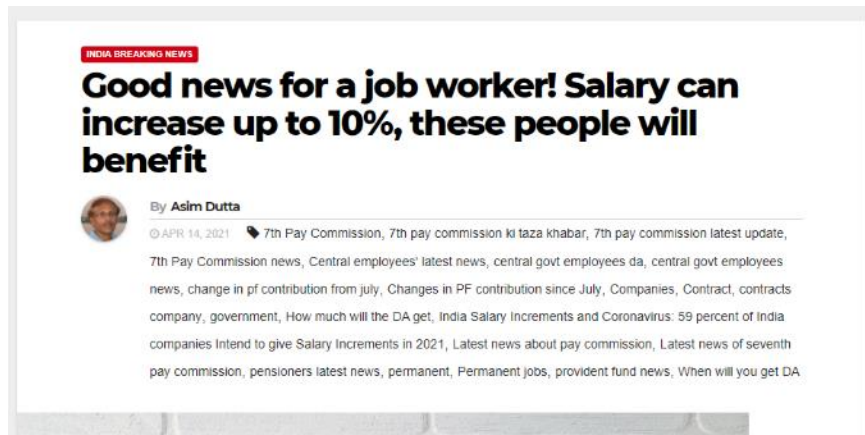 INDIA BREAKING NEWS
Good news for a job worker! Salary can
increase up to 10%, these people will
benefit
By Asim Dutta
APR 14, 2021 7th Pay Commission, 7th pay commission ki taza khabar, 7th pay commission latest update,
7th Pay Commission news, Central employees' latest news, central govt employees da, central govt employees
news, change in pf contribution from july, Changes in PF contribution since July, Companies, Contract, contracts
company, government, How much will the DA get, India Salary Increments and Coronavirus: 59 percent of India
companies Intend to give Salary Increments in 2021, Latest news about pay commission, Latest news of seventh
pay commission, pensioners latest news, permanent, Permanent jobs, provident fund news, When will you get DA